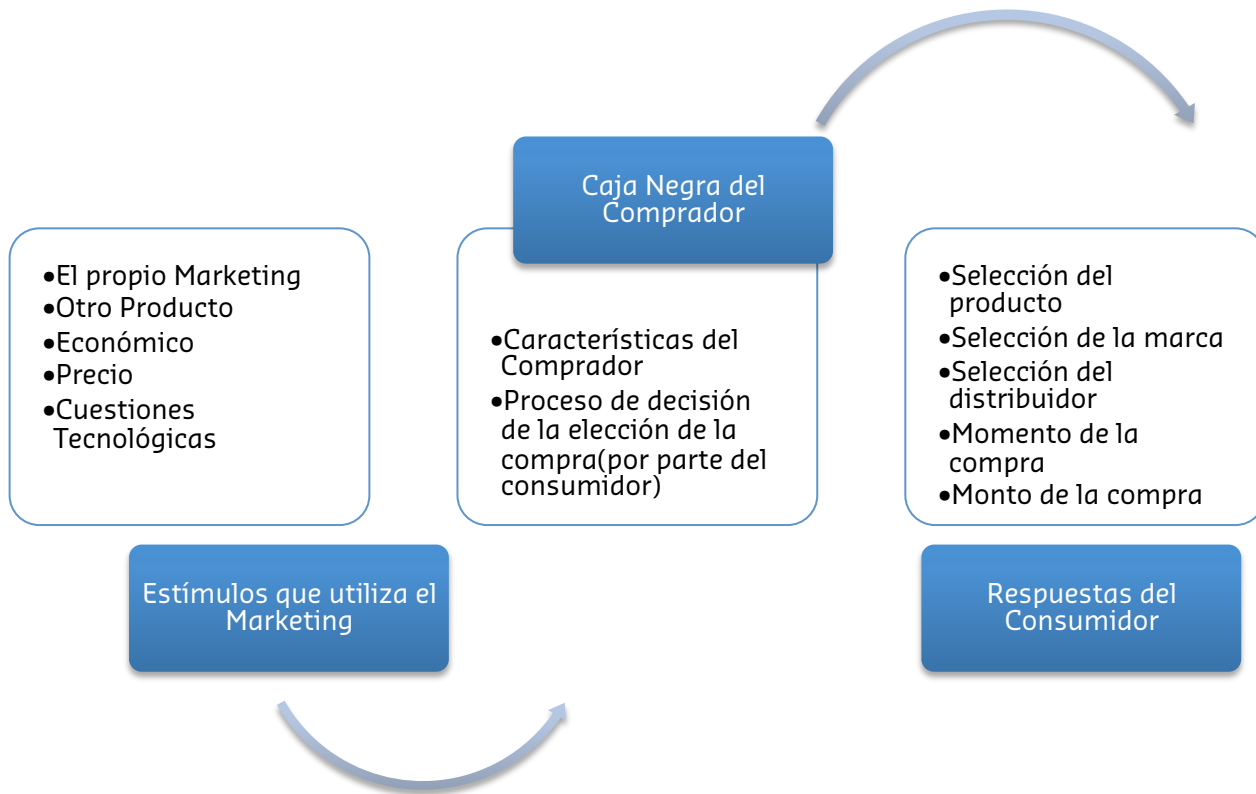 •El propio Marketing
•Otro Producto
•Económico
•Precio
•Cuestiones
Tecnológicas
Estímulos que utiliza el
Marketing
Caja Negra del
Comprador
•Características del
Comprador
•Proceso de decisión
de la elección de la
compra(por parte del
consumidor)
•Selección del
producto
•Selección de la marca
•Selección del
distribuidor
•Momento de la
compra
•Monto de la compra
Respuestas del
Consumidor